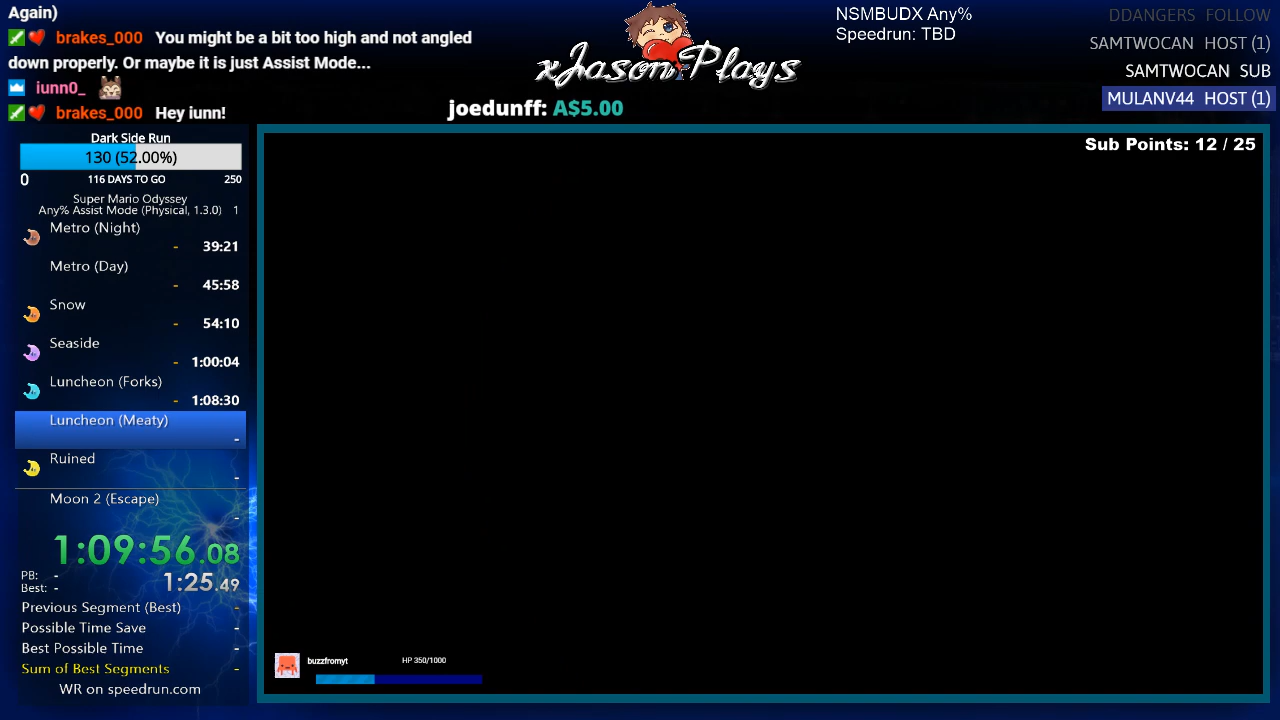 Again)
brakes_000 You might be a bit too high and not angled
down properly. Or maybe it is just Assist Mode...
iunn0_
brakes_000 Hey iunn!
xJasonPlays
joedunff: A$5.00
NSMBUDX Any%
Speedrun: TBD
DDANGERS FOLLOW
SAMTWOCAN HOST (1)
SAMTWOCAN SUB
MULANV44 HOST (1)
Sub Points: 12 / 25
Dark Side Run
130 (52.00%)
0 116 DAYS TO GO 250
Super Mario Odyssey
Any% Assist Mode (Physical, 1.3.0) 1
Metro (Night)
- 39:21
Metro (Day)
- 45:58
Snow
- 54:10
Seaside
- 1:00:04
Luncheon (Forks)
- 1:08:30
Luncheon (Meaty)
-
Ruined
-
Moon 2 (Escape)
-
1:09:56.08
PB: -
Best: - 1:25.49
Previous Segment (Best) -
Possible Time Save -
Best Possible Time -
Sum of Best Segments -
WR on speedrun.com
buzzfromyt HP 350/1000